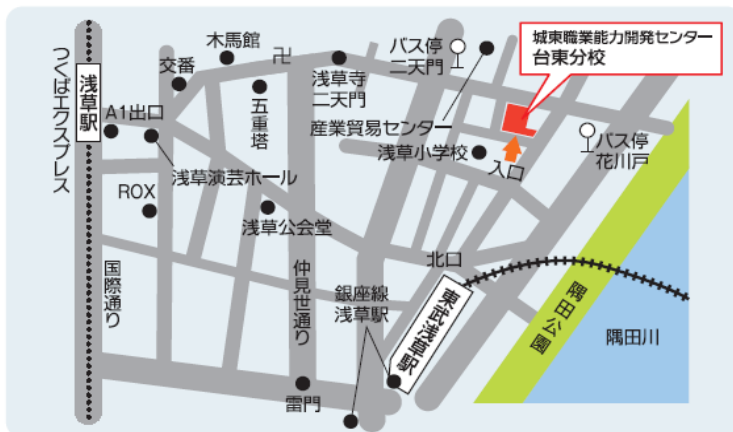 城東職業能力開発センター
台東分校
木馬館
卍
バス停
二天門
つくばエクスプレス
浅草駅
交番
浅草寺
二天門
A1出口
五重塔
産業貿易センター
バス停
花川戸
浅草小学校
入口
浅草演芸ホール
ROX
浅草公会堂
北口
国際通り
仲見世通り
銀座線
浅草駅
東武浅草駅
隅田公園
隅田川
雷門